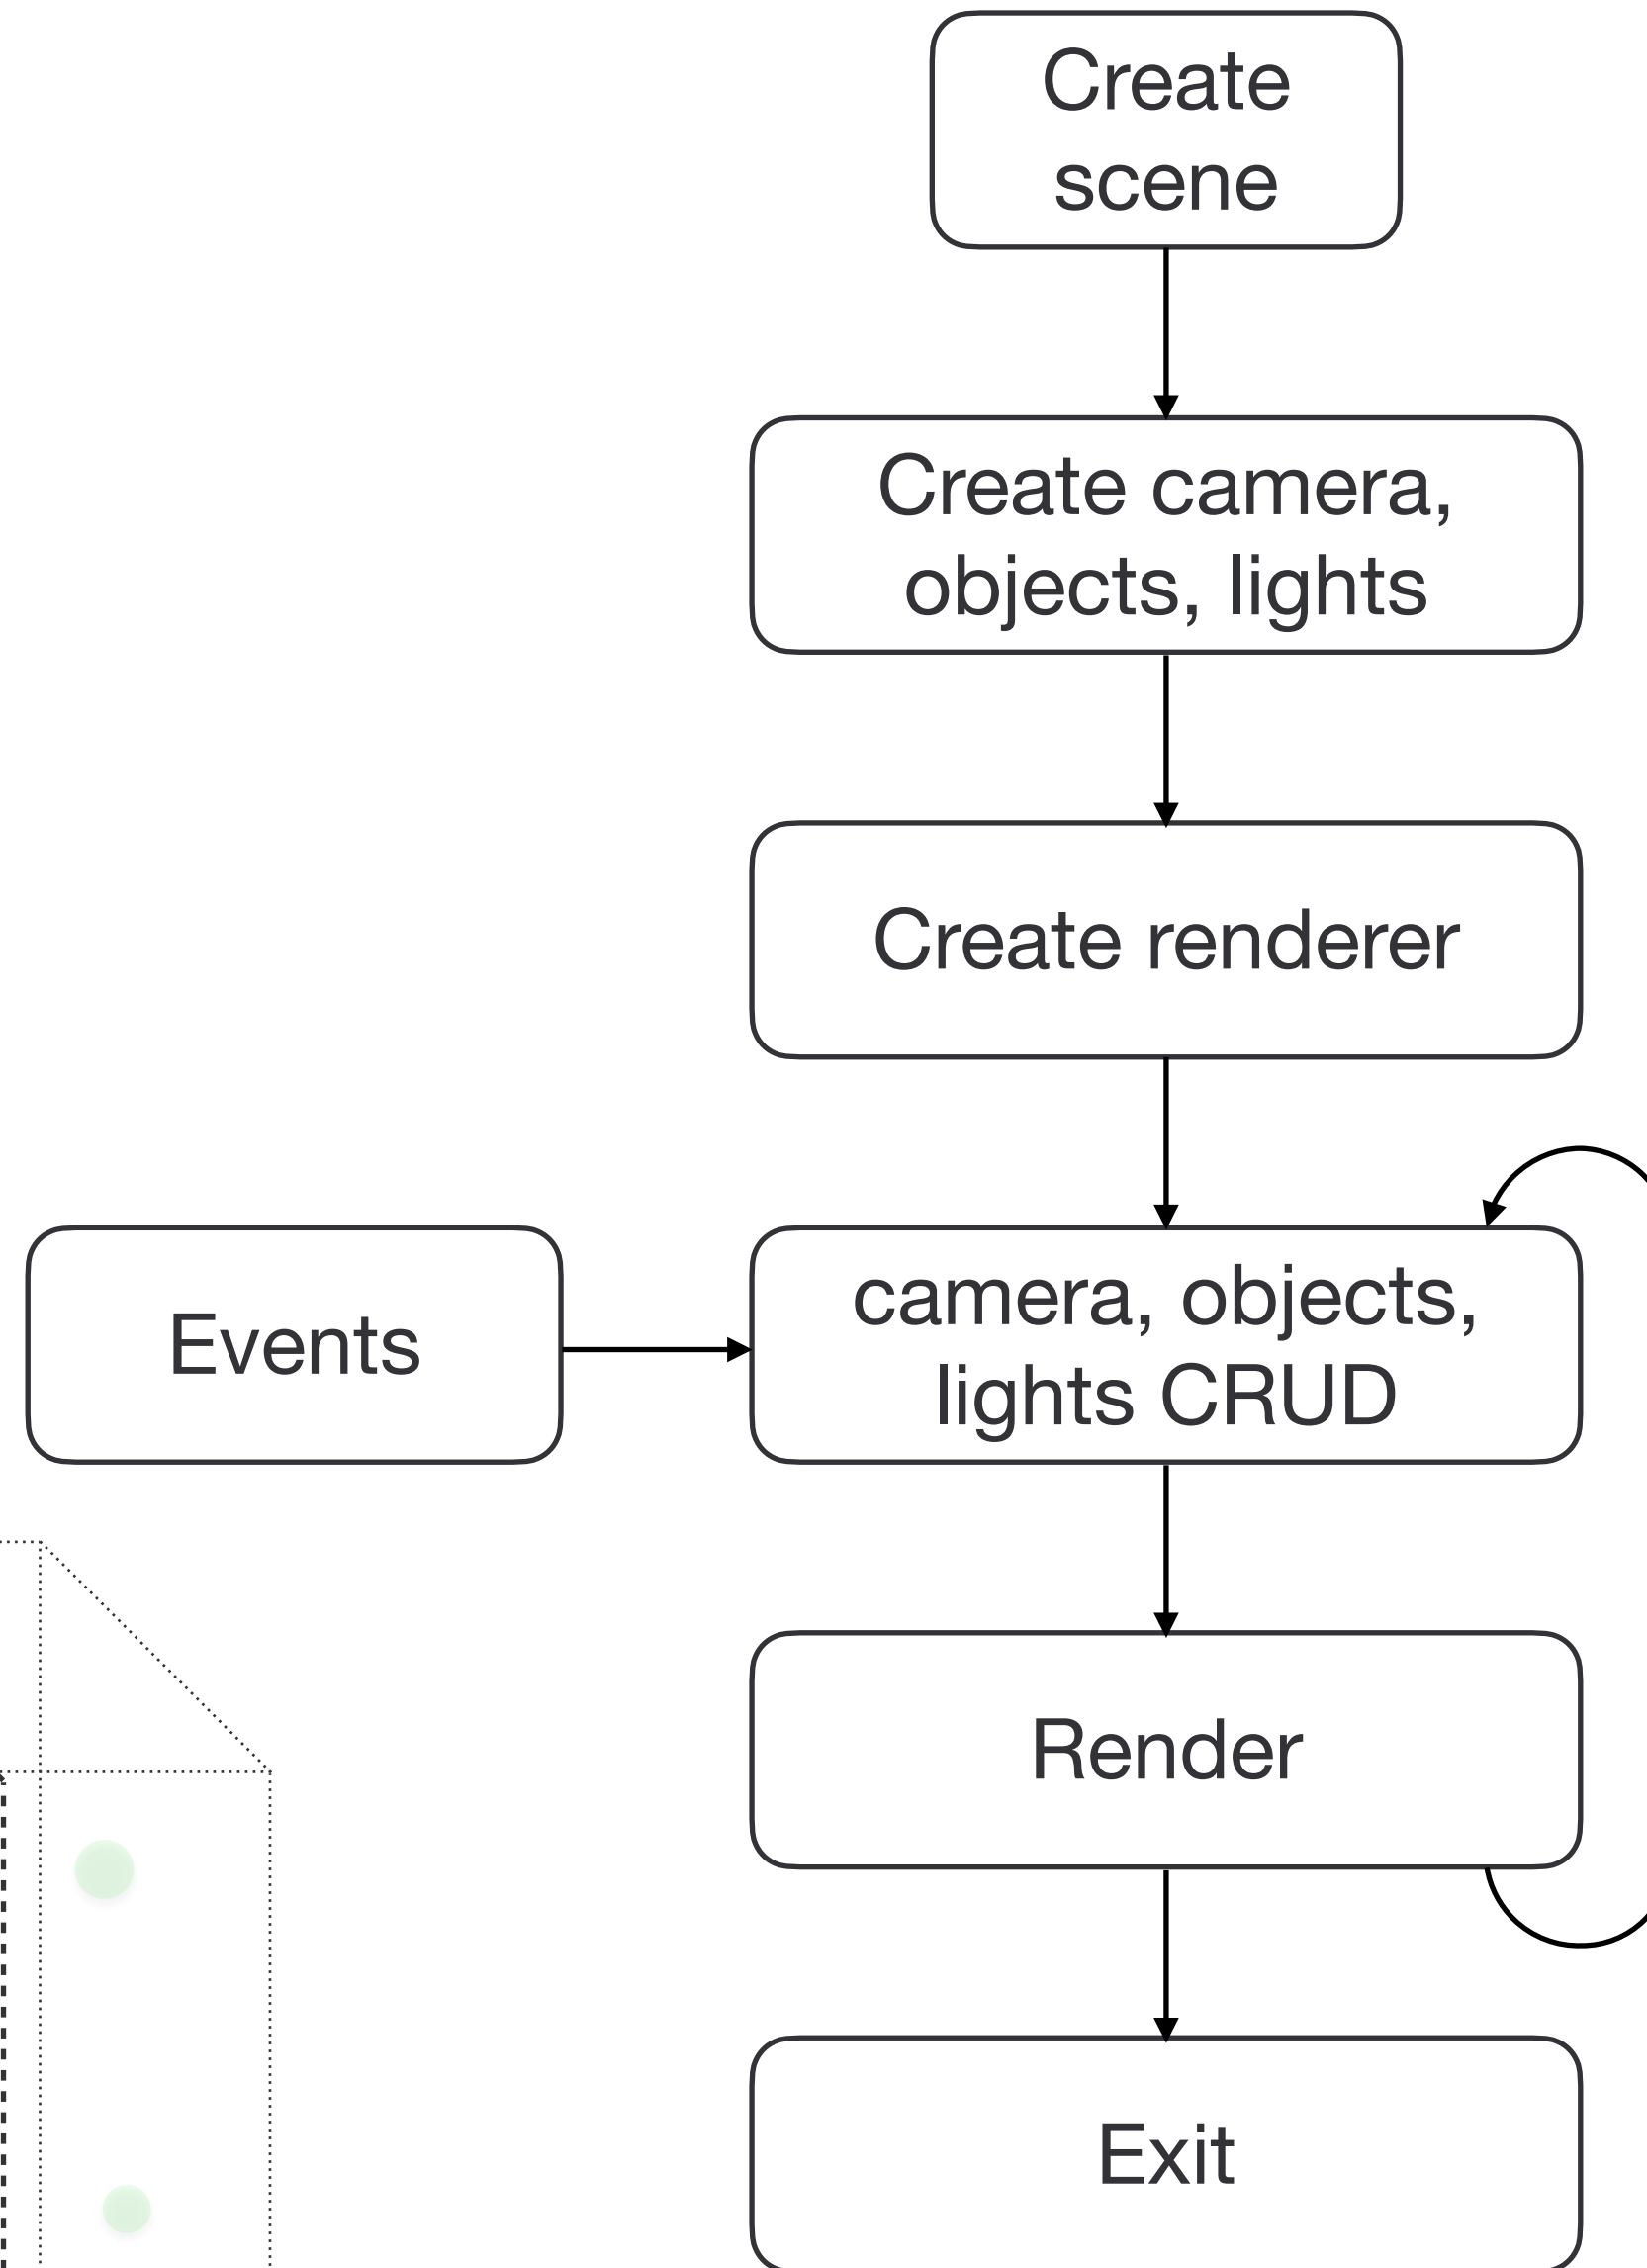 Create
scene
Create camera,
objects, lights
Create renderer
Events
camera, objects,
lights CRUD
Render
Exit